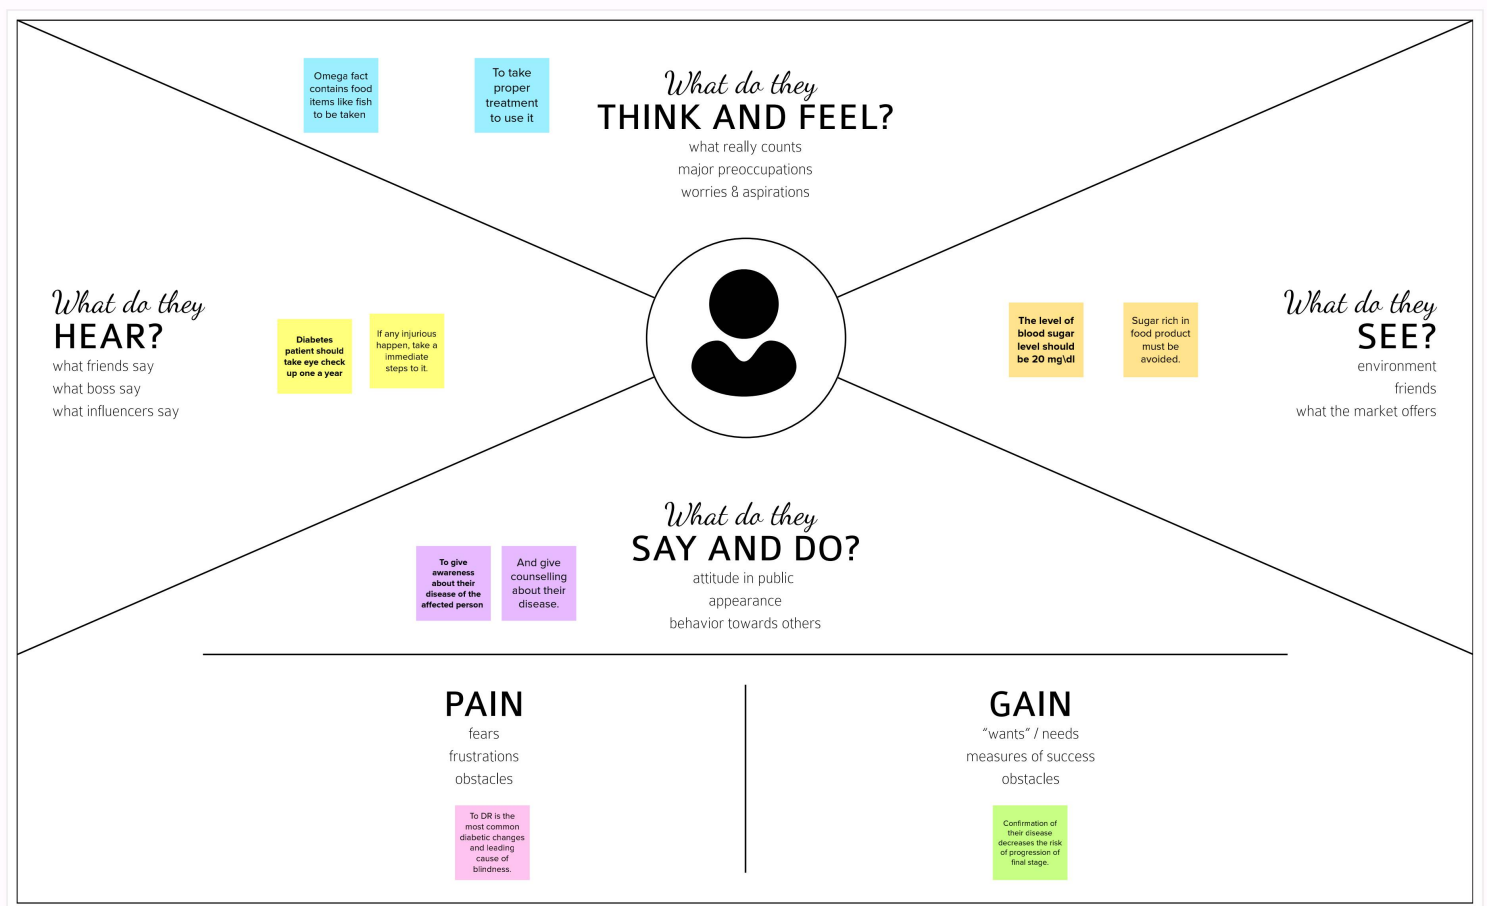 Omega fact
contains food
items like fish
to be taken
To take
proper
treatment
to use it
What do they
THINK AND FEEL?
what really counts
major preoccupations
worries & aspirations
What do they
HEAR?
what friends say
what boss say
what influencers say
Diabetes
patient should
take eye check
up one a year
If any injurious
happen, take a
immediate
steps to it.
The level of
blood sugar
level should
be 20 mg\dl
Sugar rich in
food product
must be
avoided.
What do they
SEE?
environment
friends
what the market offers
What do they
SAY AND DO?
attitude in public
appearance
behavior towards others
To give
awareness
about their
disease of the
affected person
And give
counselling
about their
disease.
PAIN
fears
frustrations
obstacles
To DR is the
most common
diabetic changes
and leading
cause of
blindness.
GAIN
“wants” / needs
measures of success
obstacles
Confirmation of
their disease
decreases the risk
of progression of
final stage.